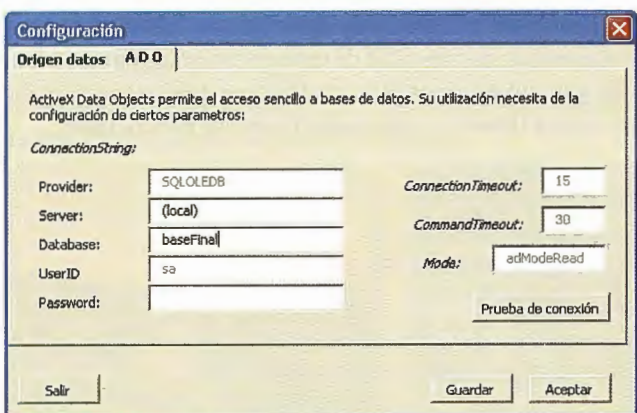 Configuración
Origen datos ADO
ActiveX Data Objects permite el acceso sencillo a bases de datos. Su utilización necesita de la
configuración de ciertos parametros:
ConnectionString:
Provider: SQLOLEDB
Server: (local)
Database: baseFinal
UserID sa
Password:
ConnectionTimeout: 15
CommandTimeout: 30
Mode: adModeRead
Prueba de conexión
Salir Guardar Aceptar